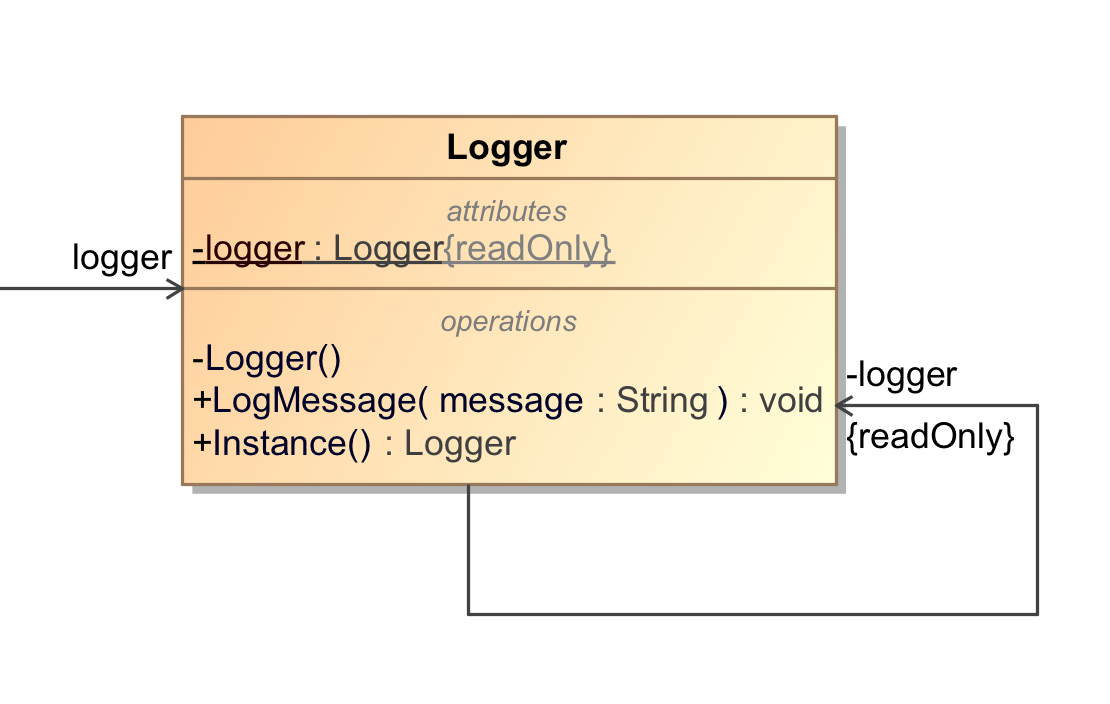 Logger
attributes
logger
-logger : Logger{readOnly}
operations
-Logger()
+LogMessage( message : String ) : void
+Instance() : Logger
-logger
{readOnly}